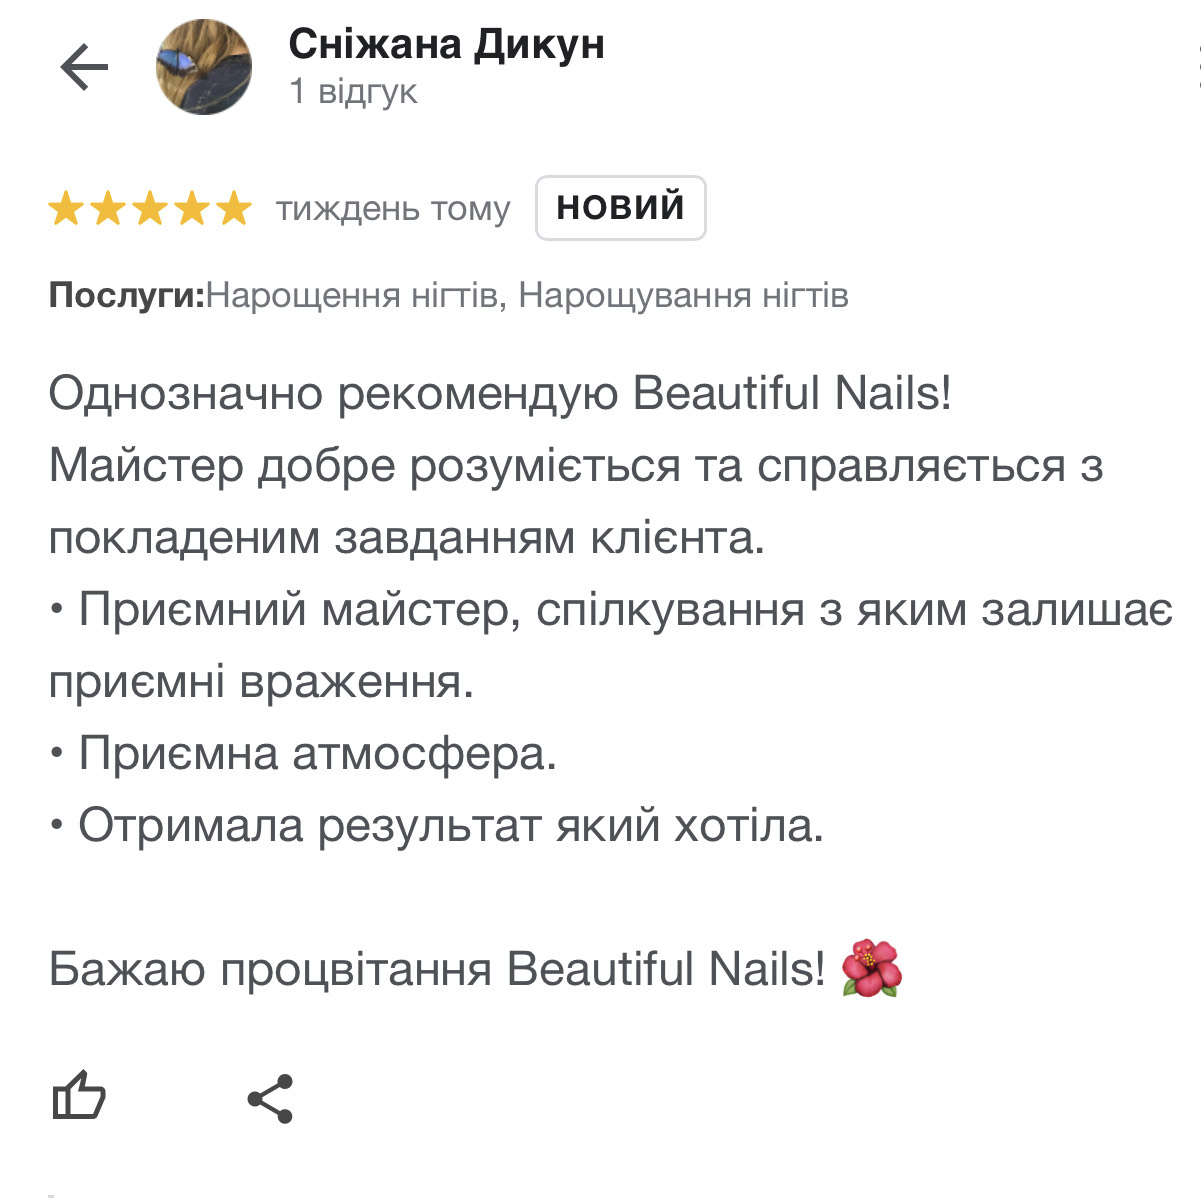 Сніжана Дикун
1 відгук
тиждень тому НОВИЙ
Послуги:Нарощення нігтів, Нарощування нігтів
Однозначно рекомендую Beautiful Nails!
Майстер добре розуміється та справляється з
покладеним завданням клієнта.
• Приємний майстер, спілкування з яким залишає
приємні враження.
• Приємна атмосфера.
• Отримала результат який хотіла.
Бажаю процвітання Beautiful Nails! 🌺